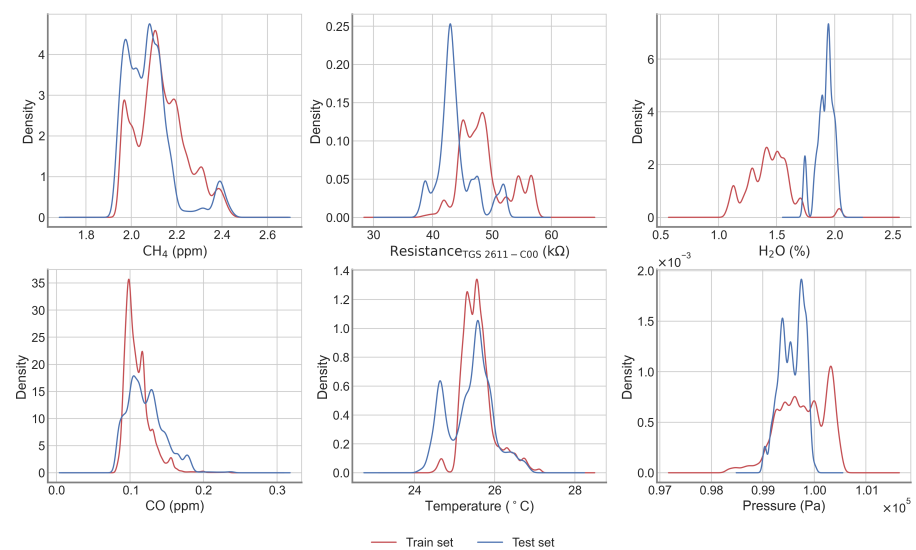 Density
4
3
2
1
0
1.8 2.0 2.2 2.4 2.6
CH₄ (ppm)
Density
0.25
0.20
0.15
0.10
0.05
0.00
30 40 50 60
Resistance_TGS 2611 − C00 (kΩ)
Density
6
4
2
0
0.5 1.0 1.5 2.0 2.5
H₂O (%)
Density
35
30
25
20
15
10
5
0
0.0 0.1 0.2 0.3
CO (ppm)
Density
1.4
1.2
1.0
0.8
0.6
0.4
0.2
0.0
24 26 28
Temperature (°C)
×10⁻³
Density
2.0
1.5
1.0
0.5
0.0
0.97 0.98 0.99 1.00 1.01
Pressure (Pa)
×10⁵
Train set Test set